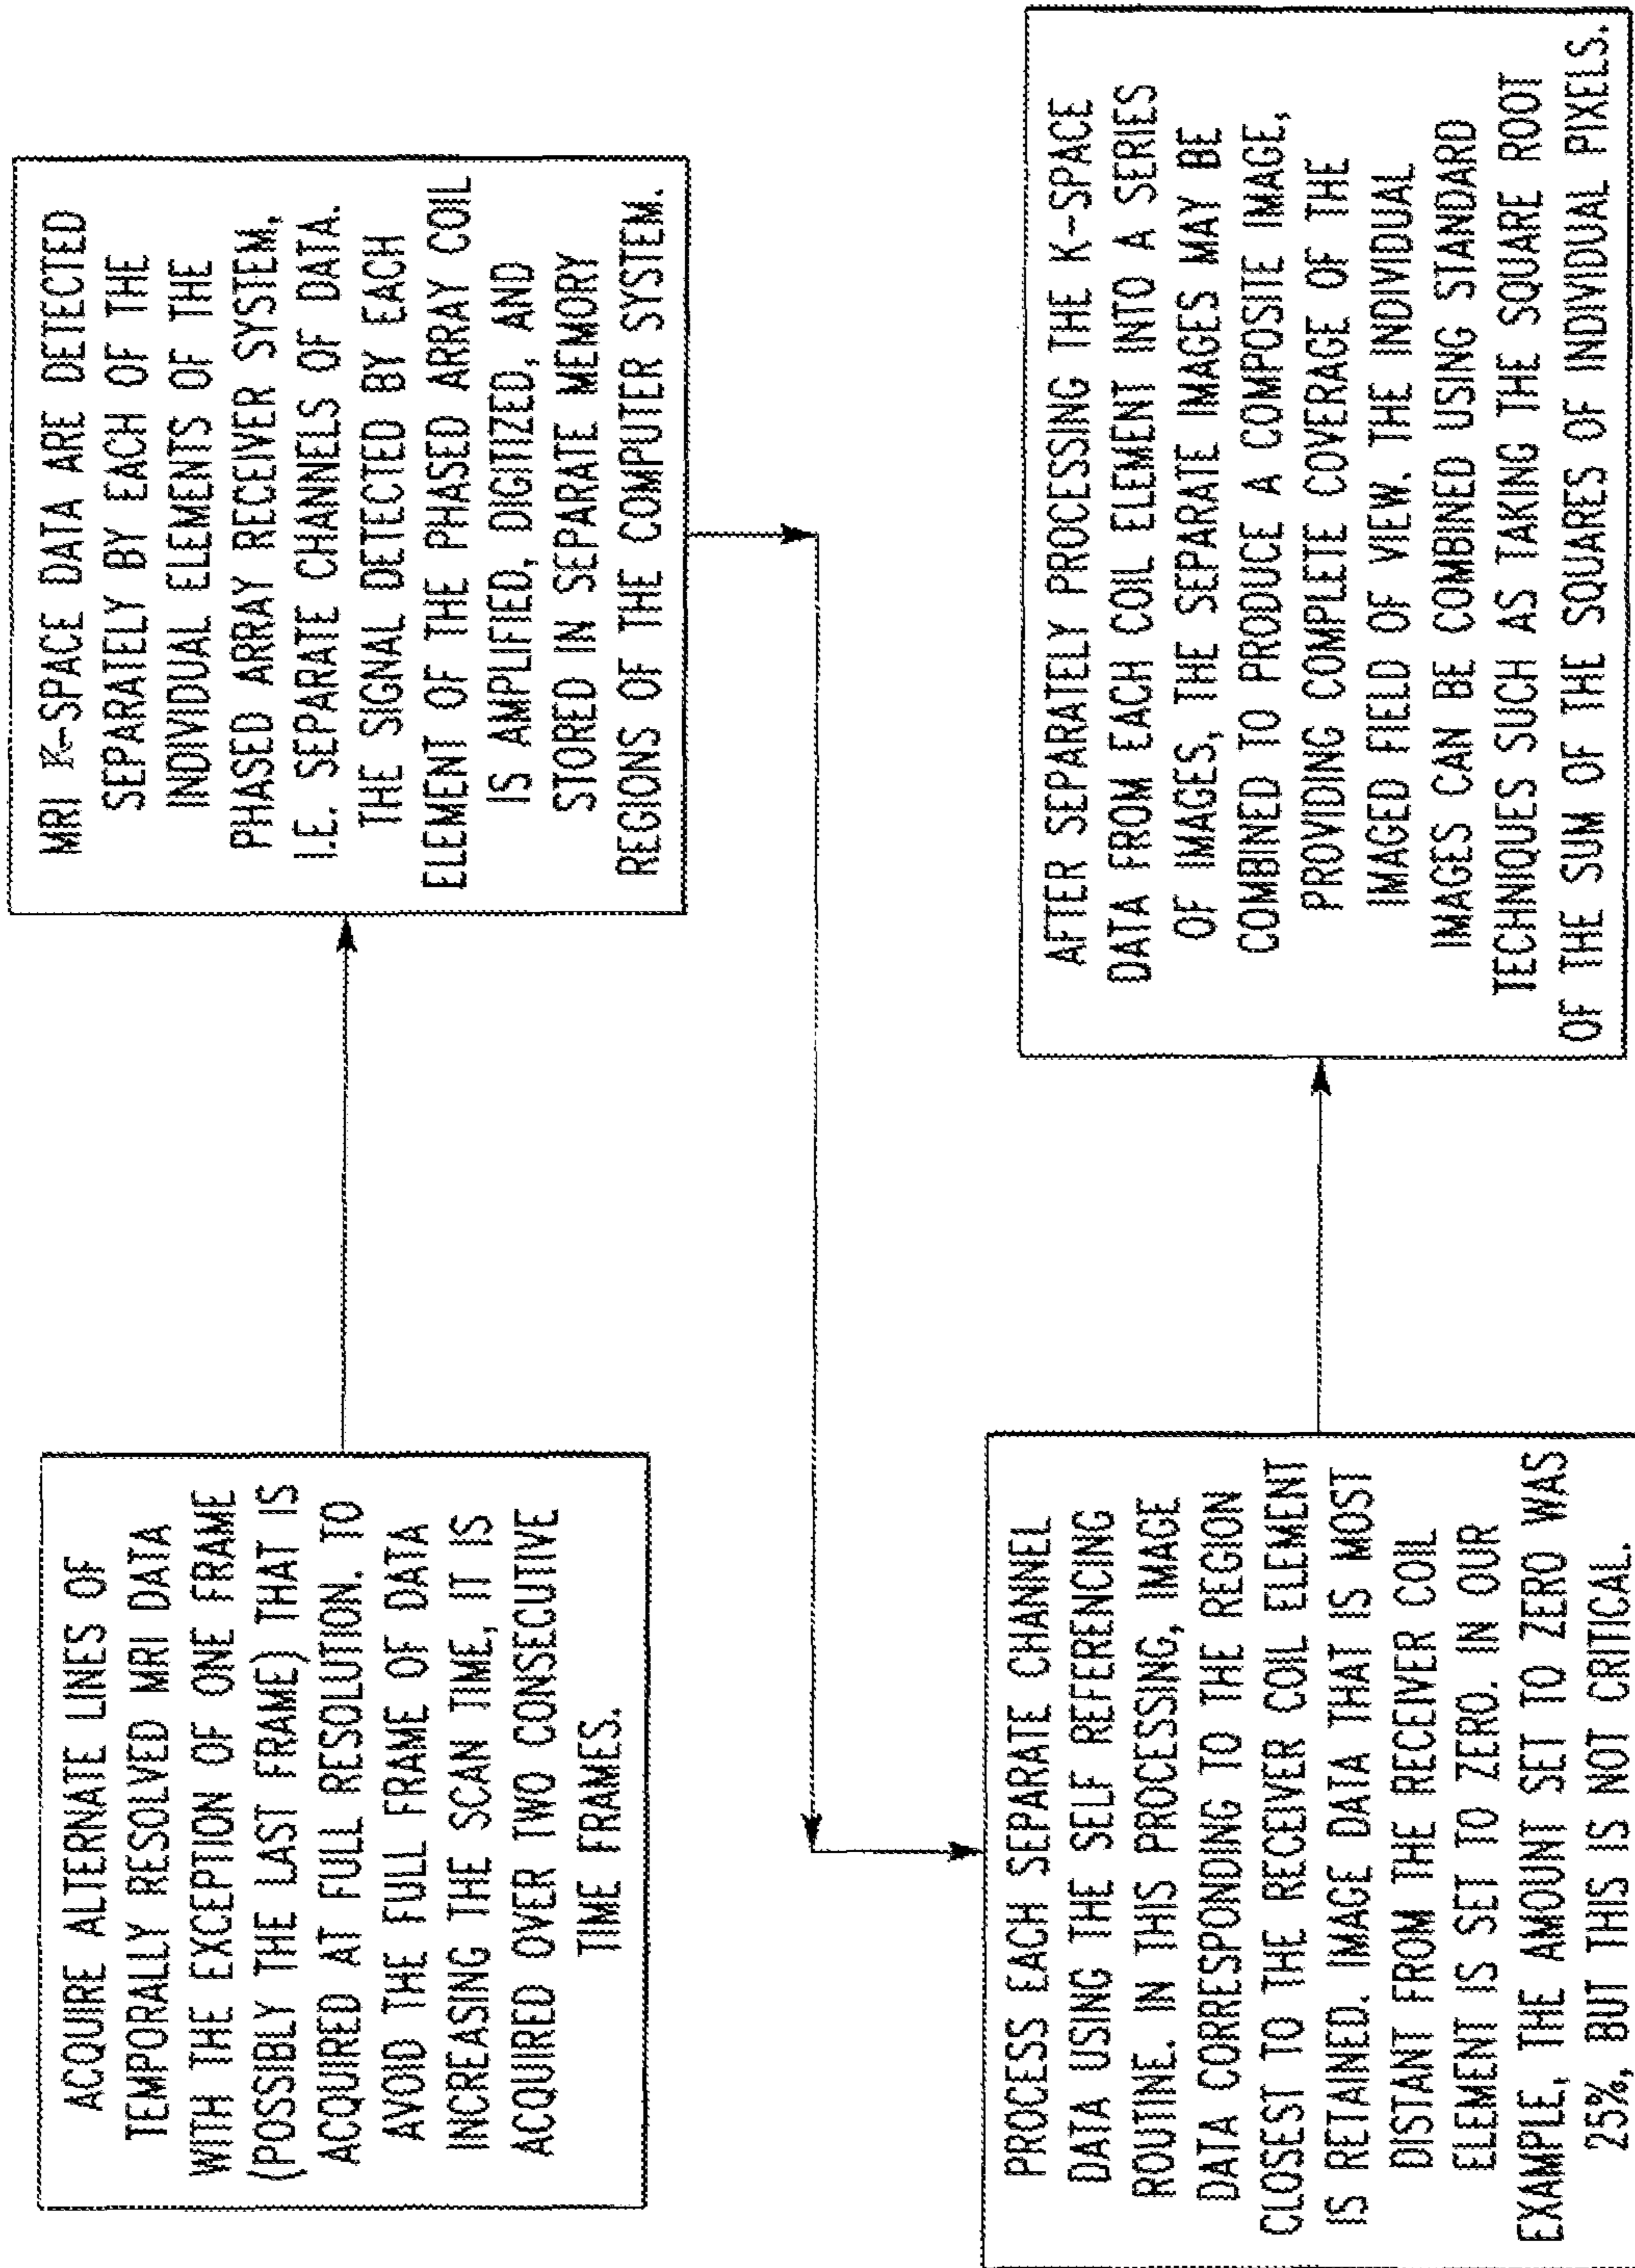 ACQUIRE ALTERNATE LINES OF
TEMPORALLY RESOLVED MRI DATA
WITH THE EXCEPTION OF ONE FRAME
(POSSIBLY THE LAST FRAME) THAT IS
ACQUIRED AT FULL RESOLUTION. TO
AVOID THE FULL FRAME OF DATA
INCREASING THE SCAN TIME, IT IS
ACQUIRED OVER TWO CONSECUTIVE
TIME FRAMES.
MRI K-SPACE DATA ARE DETECTED
SEPARATELY BY EACH OF THE
INDIVIDUAL ELEMENTS OF THE
PHASED ARRAY RECEIVER SYSTEM,
I.E. SEPARATE CHANNELS OF DATA.
THE SIGNAL DETECTED BY EACH
ELEMENT OF THE PHASED ARRAY COIL
IS AMPLIFIED, DIGITIZED, AND
STORED IN SEPARATE MEMORY
REGIONS OF THE COMPUTER SYSTEM.
PROCESS EACH SEPARATE CHANNEL
DATA USING THE SELF REFERENCING
ROUTINE. IN THIS PROCESSING, IMAGE
DATA CORRESPONDING TO THE REGION
CLOSEST TO THE RECEIVER COIL ELEMENT
IS RETAINED. IMAGE DATA THAT IS MOST
DISTANT FROM THE RECEIVER COIL
ELEMENT IS SET TO ZERO. IN OUR
EXAMPLE, THE AMOUNT SET TO ZERO WAS
25%, BUT THIS IS NOT CRITICAL.
AFTER SEPARATELY PROCESSING THE K-SPACE
DATA FROM EACH COIL ELEMENT INTO A SERIES
OF IMAGES, THE SEPARATE IMAGES MAY BE
COMBINED TO PRODUCE A COMPOSITE IMAGE,
PROVIDING COMPLETE COVERAGE OF THE
IMAGED FIELD OF VIEW. THE INDIVIDUAL
IMAGES CAN BE COMBINED USING STANDARD
TECHNIQUES SUCH AS TAKING THE SQUARE ROOT
OF THE SUM OF THE SQUARES OF INDIVIDUAL PIXELS.